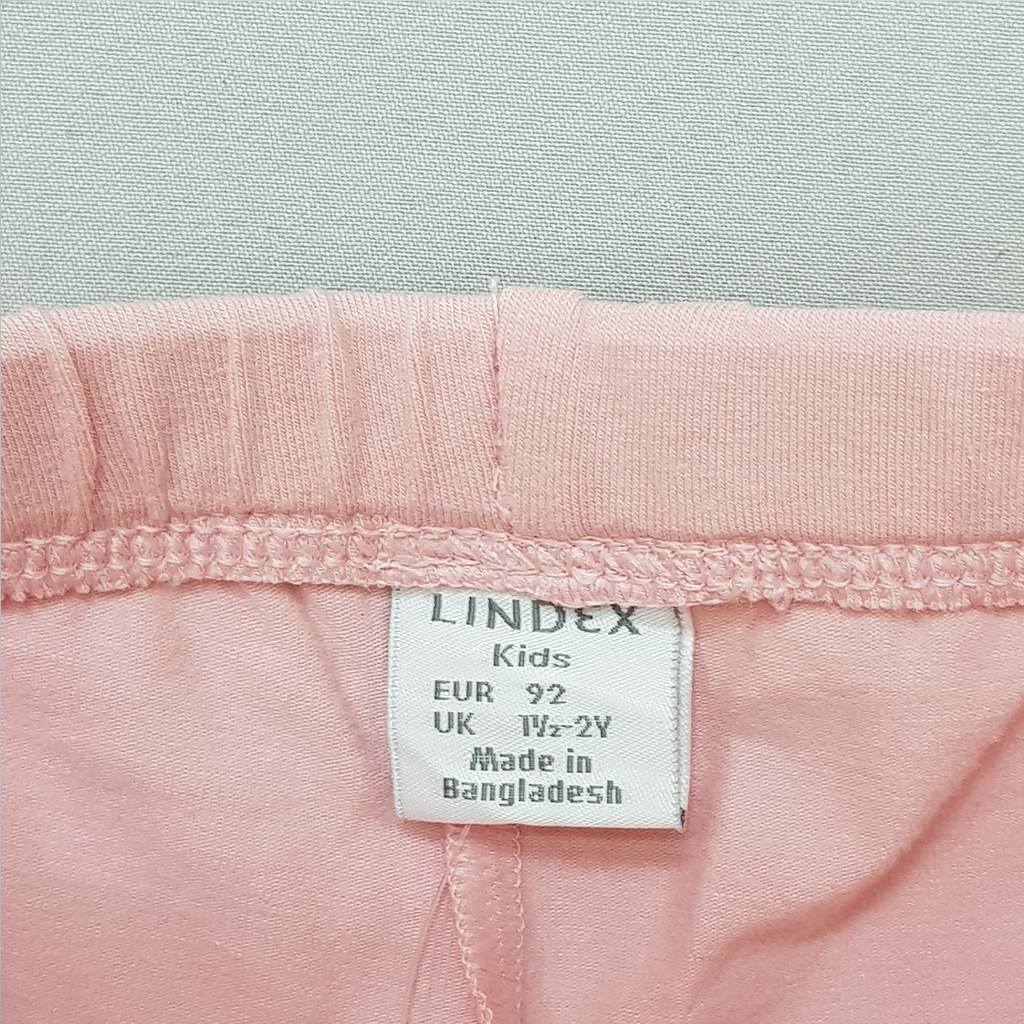 LINDEX
Kids
EUR 92
UK 1½-2Y
Made in
Bangladesh